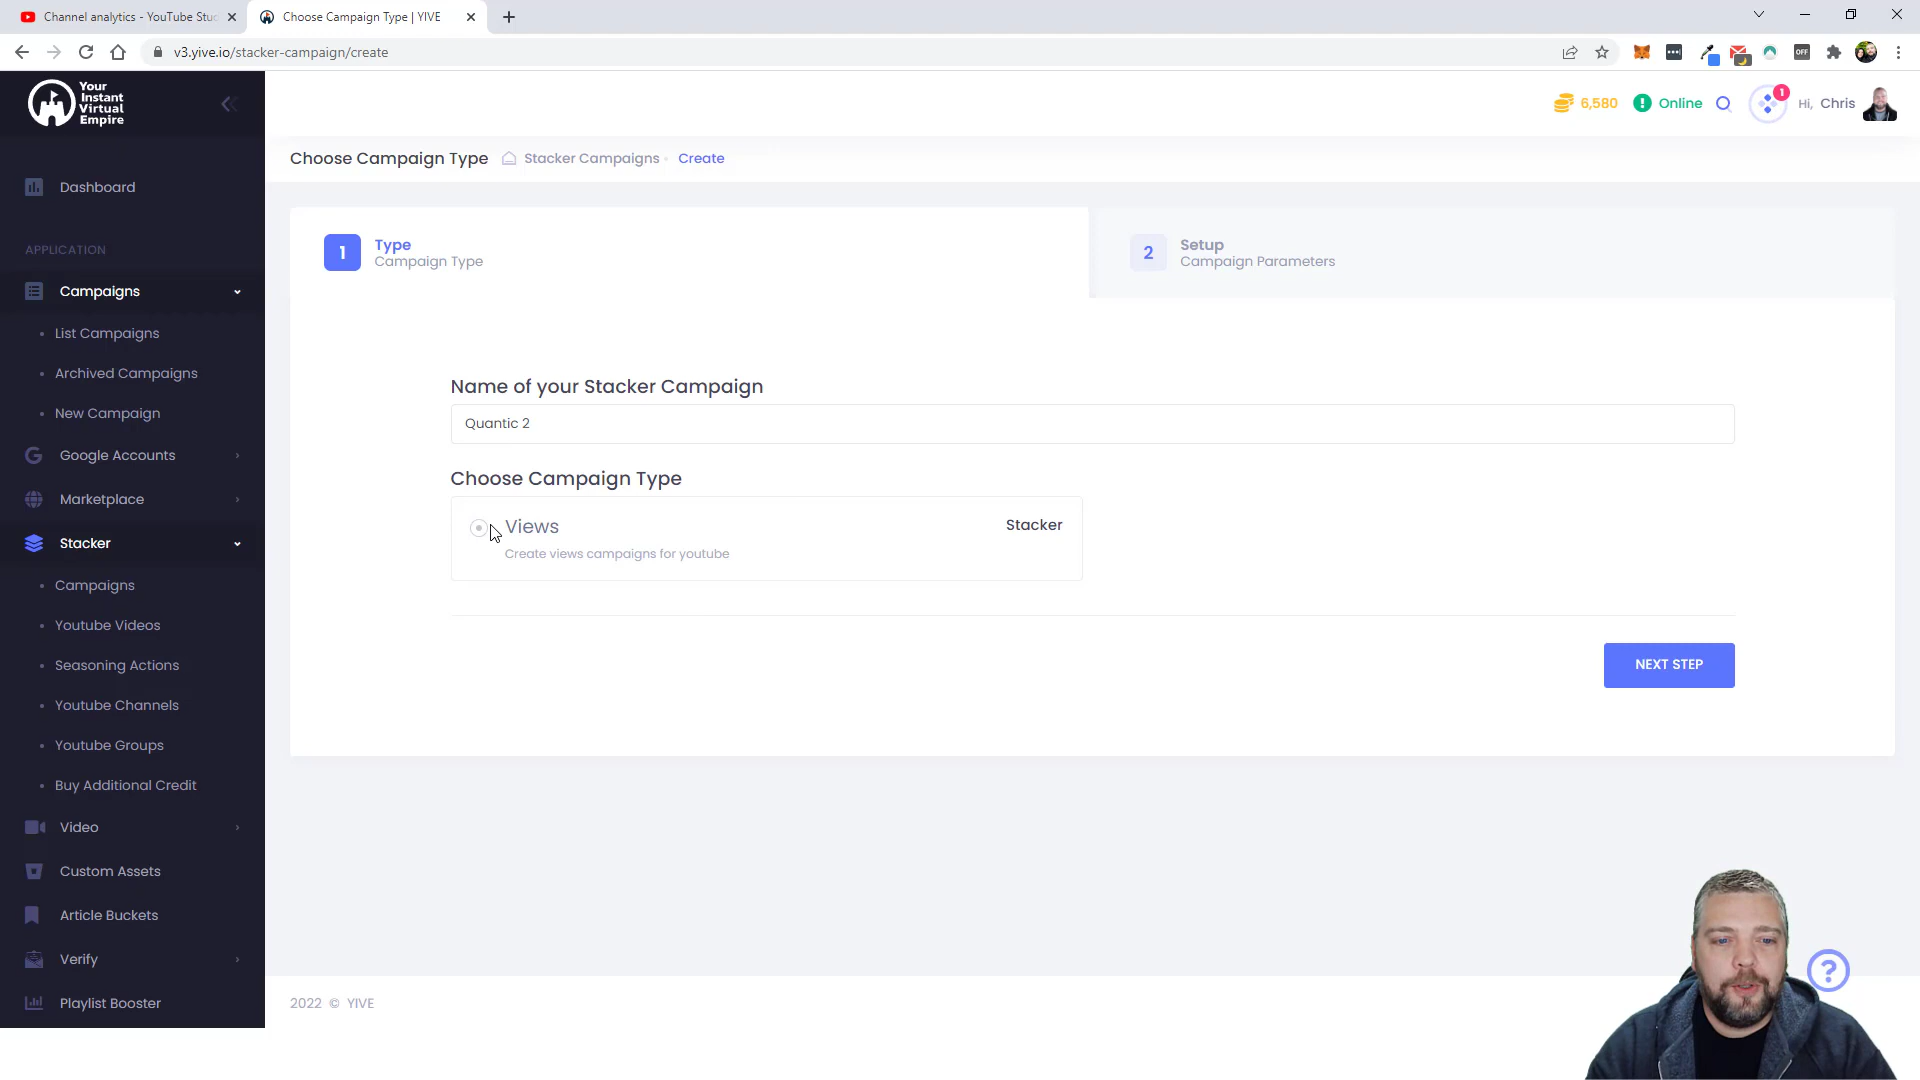 Channel analytics - YouTube Stu
Choose Campaign Type | YIVE
v3.yive.io/stacker-campaign/create
OFF
Your
Instant
Virtual
Empire
6,580
Online
1
Hi, Chris
Choose Campaign Type
Stacker Campaigns
Create
Dashboard
APPLICATION
Campaigns
List Campaigns
Archived Campaigns
New Campaign
Google Accounts
Marketplace
Stacker
Campaigns
Youtube Videos
Seasoning Actions
Youtube Channels
Youtube Groups
Buy Additional Credit
Video
Custom Assets
Article Buckets
Verify
Playlist Booster
1
Type
Campaign Type
2
Setup
Campaign Parameters
Name of your Stacker Campaign
Quantic 2
Choose Campaign Type
Views
Stacker
Create views campaigns for youtube
NEXT STEP
2022 © YIVE
?